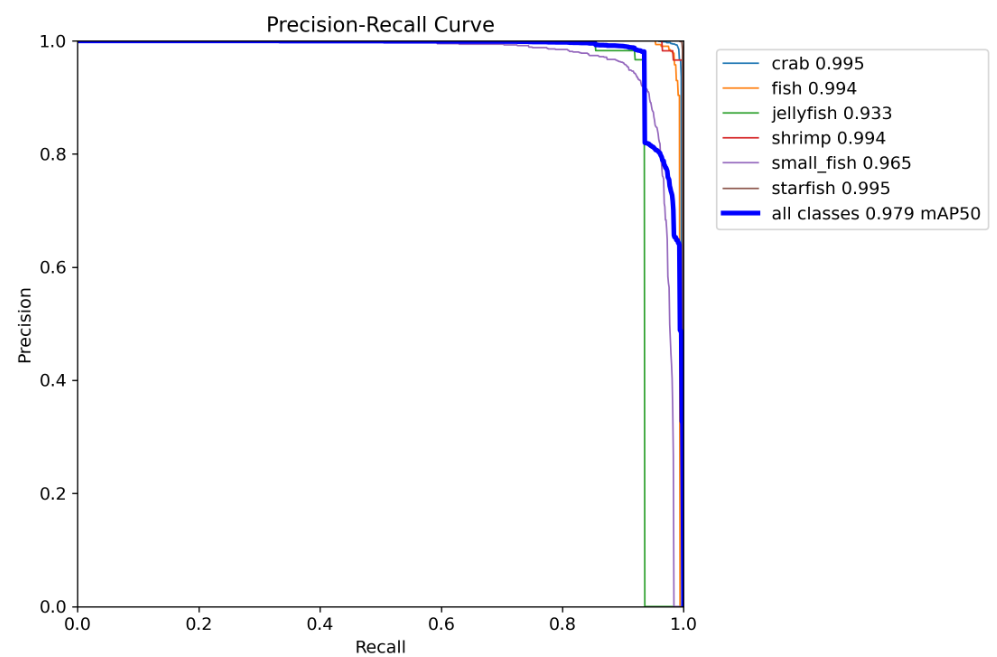 Precision-Recall Curve
1.0
0.8
0.6
0.4
0.2
0.0
Precision
0.0 0.2 0.4 0.6 0.8 1.0
Recall
crab 0.995
fish 0.994
jellyfish 0.933
shrimp 0.994
small_fish 0.965
starfish 0.995
all classes 0.979 mAP50